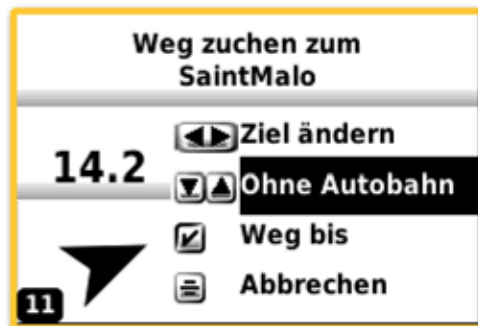 Weg zuchen zum
SaintMalo
14.2
Ziel ändern
Ohne Autobahn
Weg bis
Abbrechen
11